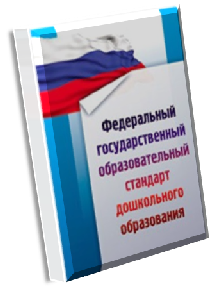 Федеральный
государственный
образовательный
стандарт
дошкольного
образования